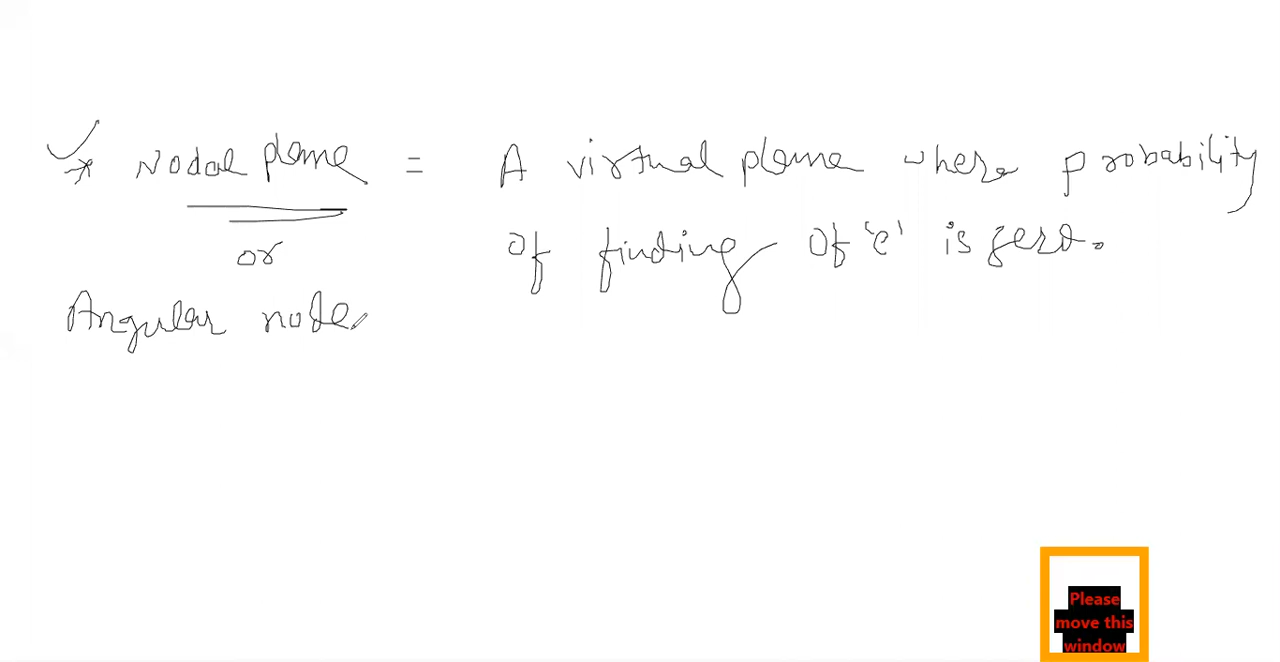 * Nodal plane = A virtual plane where probability
or
of finding of 'e' is zero.
Angular node
Please
move this
window